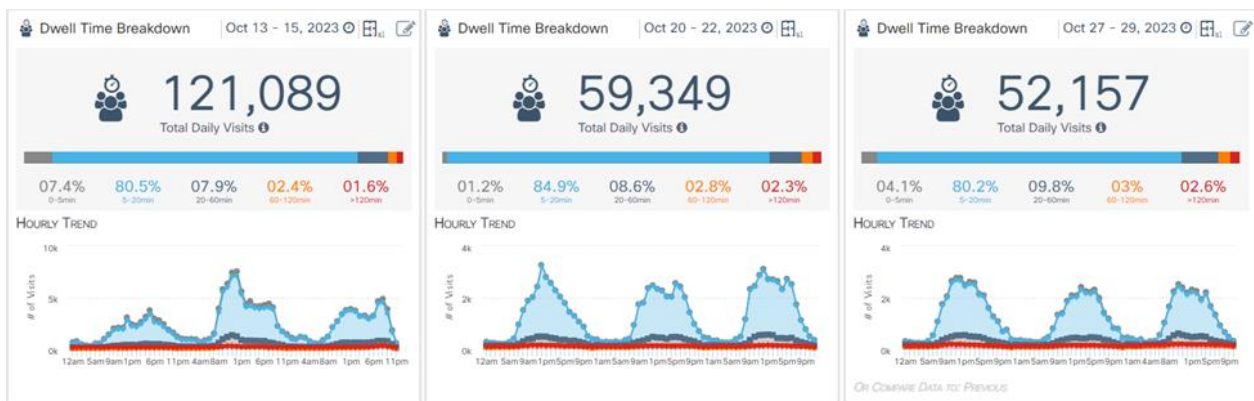 Dwell Time Breakdown Oct 13 - 15, 2023 x1
121,089
Total Daily Visits
07.4% 80.5% 07.9% 02.4% 01.6%
0-5min 5-20min 20-60min 60-120min >120min
HOURLY TREND
10k
5k
0k
# of Visits
12am 5am 9am 1pm 6pm 11pm 4am 8am 1pm 6pm 11pm 4am 8am 1pm 6pm 11pm
Dwell Time Breakdown Oct 20 - 22, 2023 x1
59,349
Total Daily Visits
01.2% 84.9% 08.6% 02.8% 02.3%
0-5min 5-20min 20-60min 60-120min >120min
HOURLY TREND
4k
2k
0k
# of Visits
12am 5am 9am 1pm 5pm 9pm 12am 5am 9am 1pm 5pm 9pm 12am 5am 9am 1pm 5pm 9pm
Dwell Time Breakdown Oct 27 - 29, 2023 x1
52,157
Total Daily Visits
04.1% 80.2% 09.8% 03% 02.6%
0-5min 5-20min 20-60min 60-120min >120min
HOURLY TREND
4k
2k
0k
# of Visits
12am 5am 9am 1pm 5pm 9pm 12am 5am 9am 1pm 6pm 11pm 4am 8am 1pm 5pm 9pm
OR COMPARE DATA TO: PREVIOUS